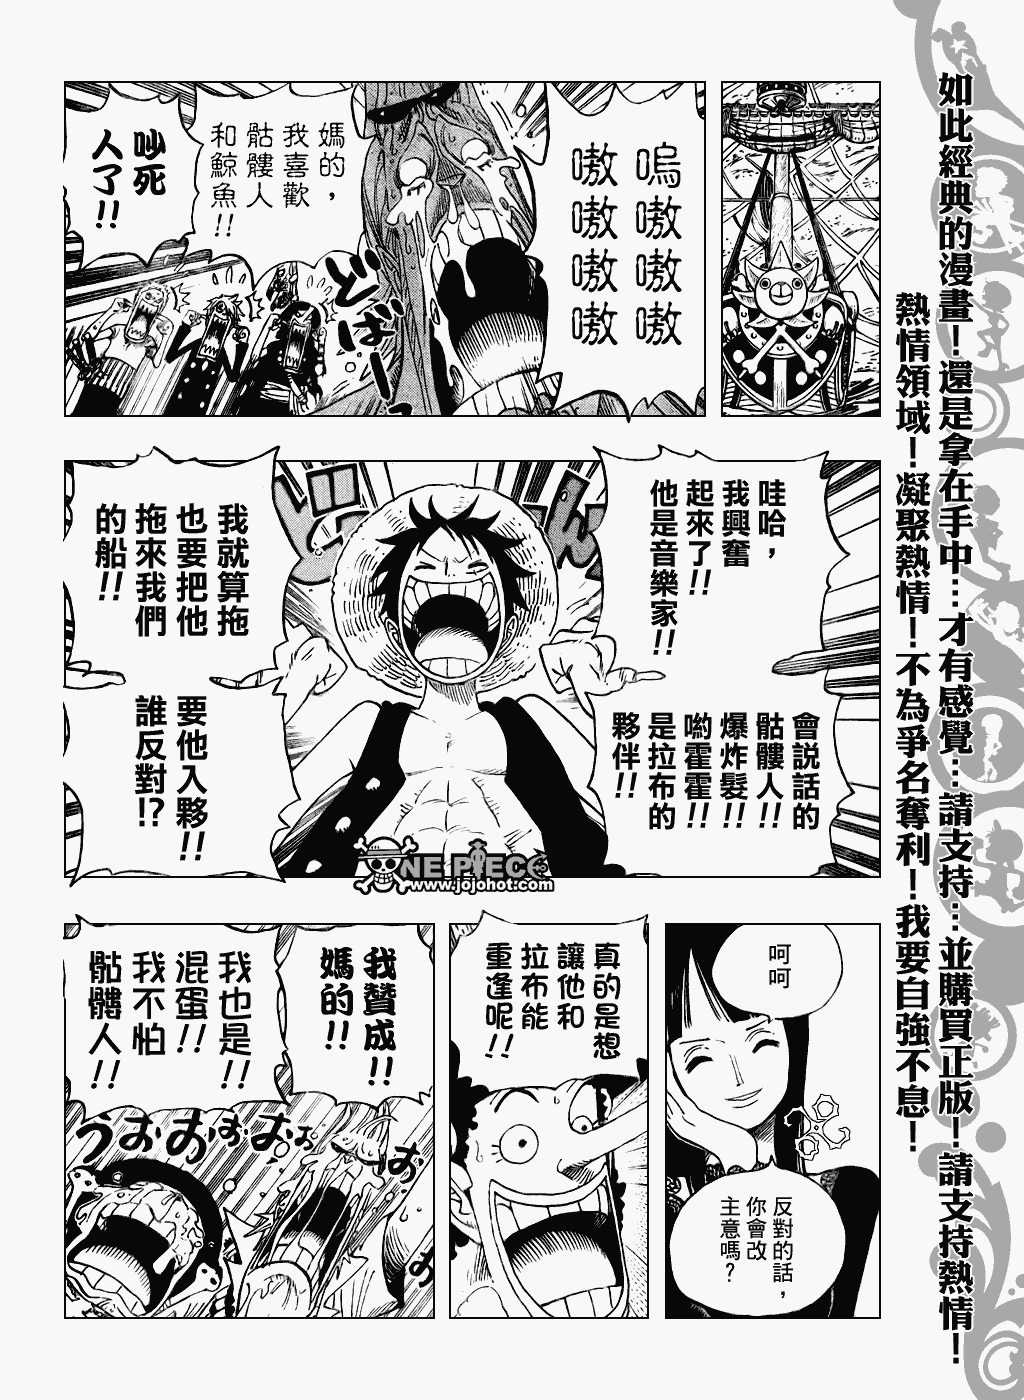 嗚嗷嗷嗷
嗷嗷嗷嗷
媽的，
我喜歡
骷髏人
和鯨魚!!
吵死
人了!!
どばーっ
哇哈，
我興奮
起來了!!
他是音樂家!!
會説話的
骷髏人!!
爆炸髮!!
喲霍霍!!
是拉布的
夥伴!!
我就算拖
也要把他
拖來我們
的船!!
要他入夥!!
誰反對!?
ONE PIECE
www.jojohot.com
呵呵
反對的話，
你會改
主意嗎?
真的是想
讓他和
拉布能
重逢呢!!
我贊成!!
媽的!!
我也是!!
混蛋!!
我不怕
骷髏人!!
うおおおおおお
如此經典的漫畫！還是拿在手中…才有感覺…請支持…並購買正版！請支持熱情！
熱情領域！凝聚熱情！不為爭名奪利！我要自強不息！